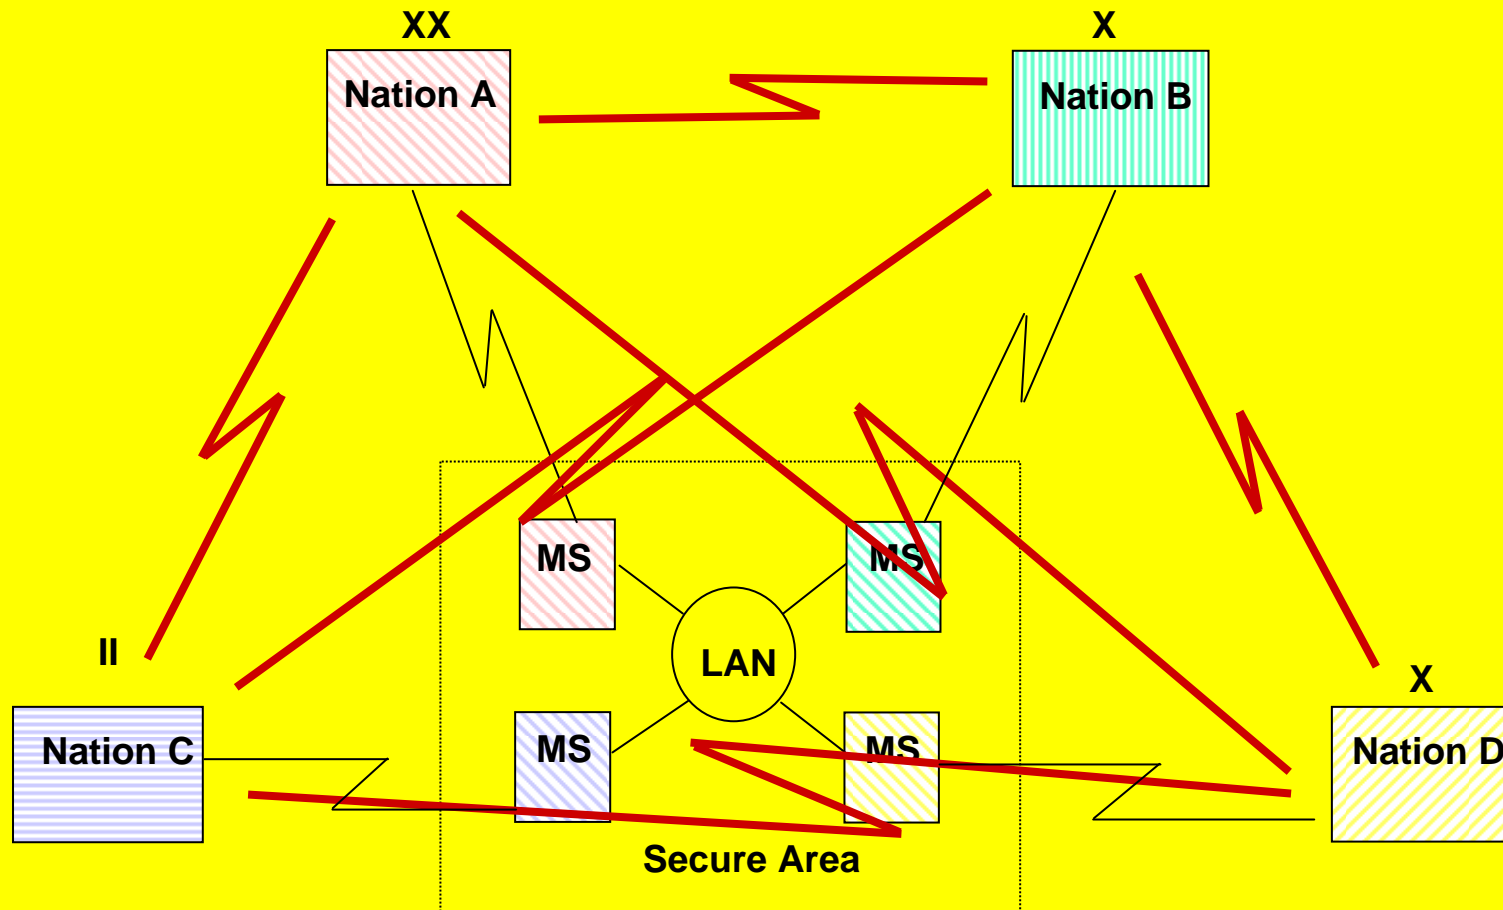 XX
X
Nation A
Nation B
MS
MS
LAN
II
X
Nation C
MS
MS
Nation D
Secure Area